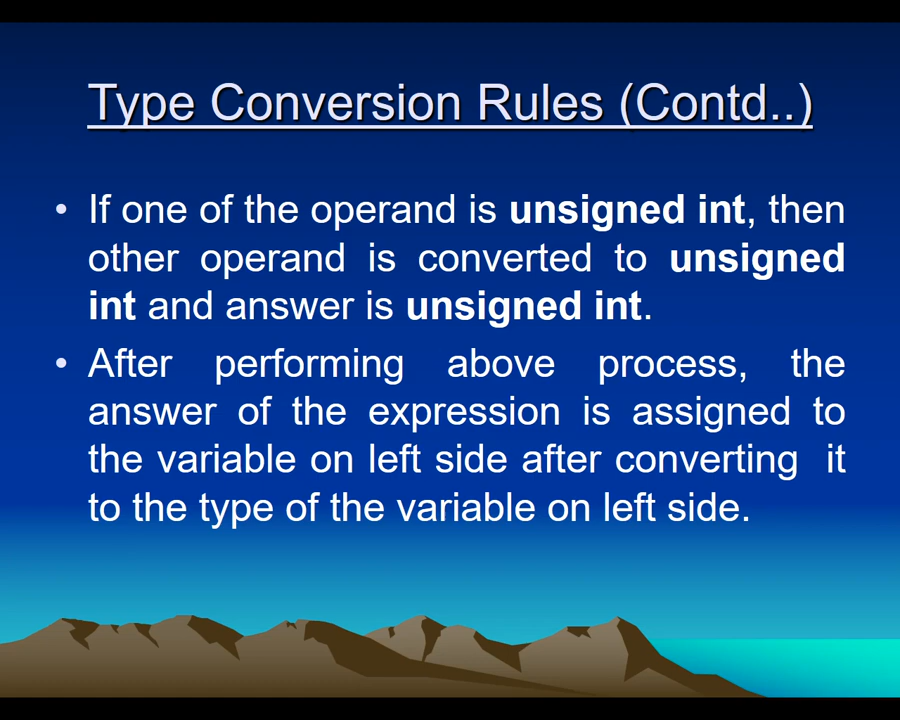 Type Conversion Rules (Contd..)
• If one of the operand is unsigned int, then
other operand is converted to unsigned
int and answer is unsigned int.
• After performing above process, the
answer of the expression is assigned to
the variable on left side after converting it
to the type of the variable on left side.